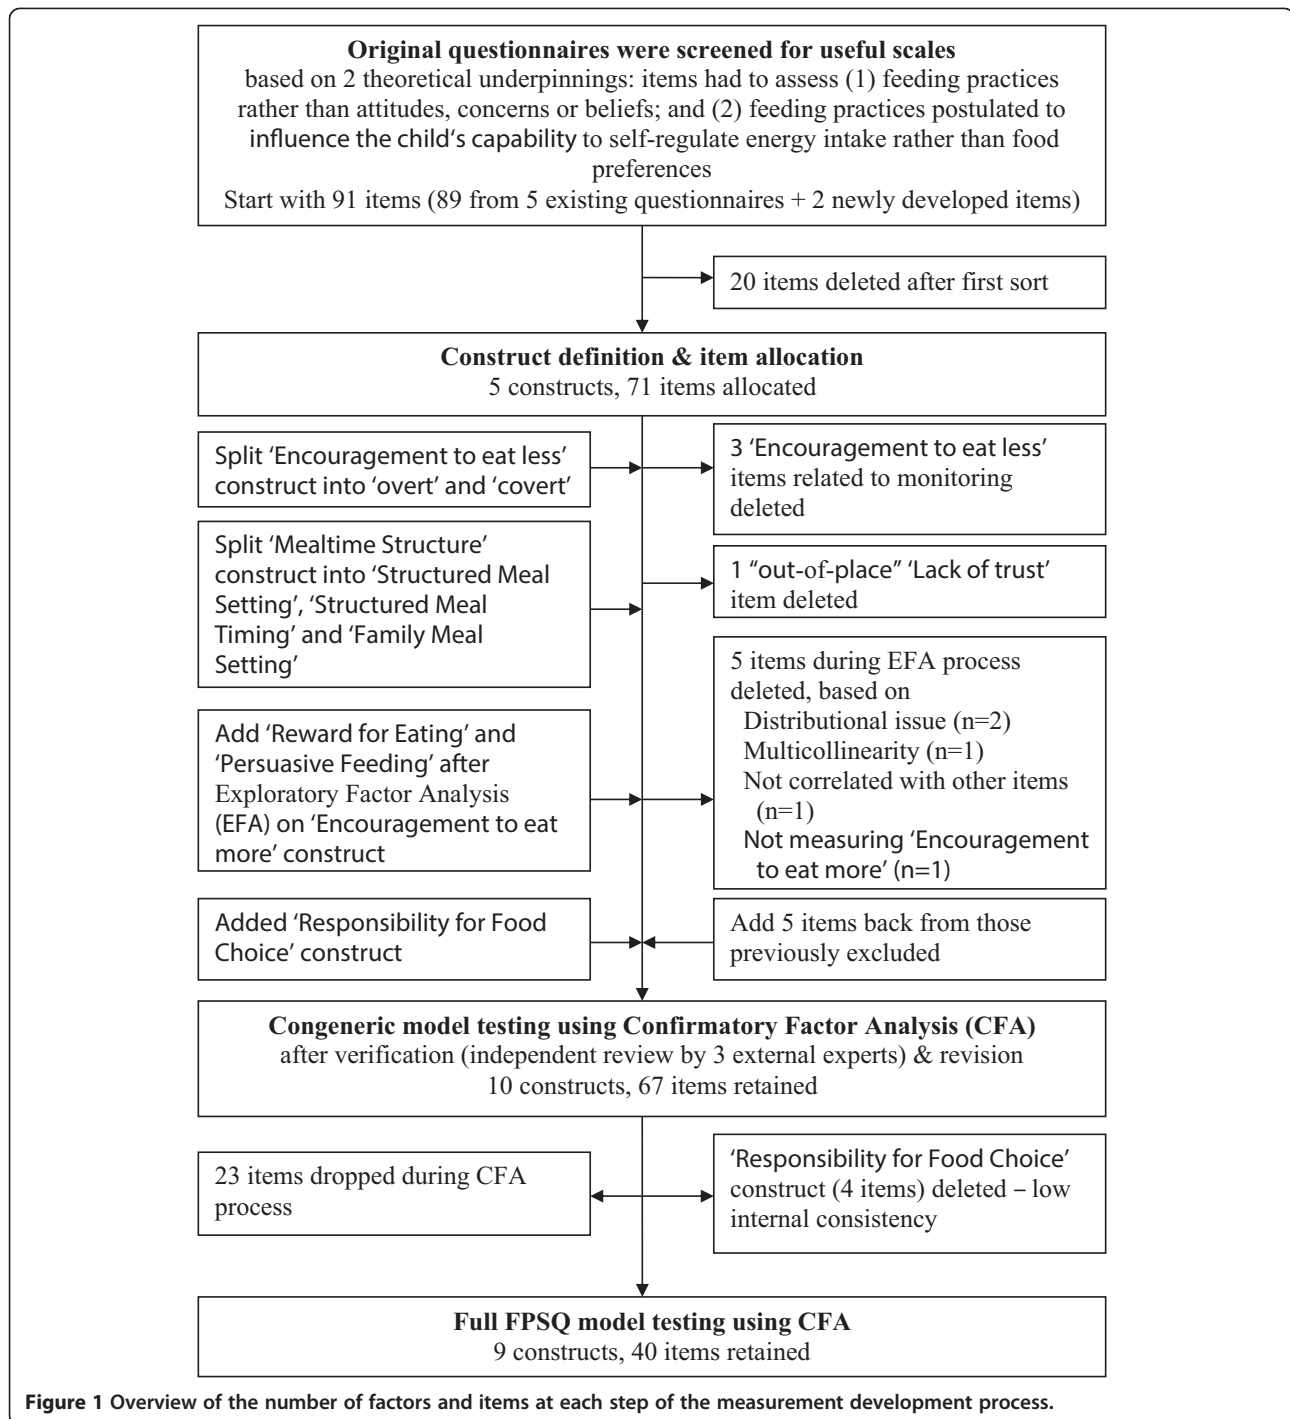 Original questionnaires were screened for useful scales
based on 2 theoretical underpinnings: items had to assess (1) feeding practices
rather than attitudes, concerns or beliefs; and (2) feeding practices postulated to
influence the child‘s capability to self-regulate energy intake rather than food
preferences
Start with 91 items (89 from 5 existing questionnaires + 2 newly developed items)
20 items deleted after first sort
Construct definition & item allocation
5 constructs, 71 items allocated
Split ‘Encouragement to eat less’
construct into ‘overt’ and ‘covert’
3 ‘Encouragement to eat less’
items related to monitoring
deleted
Split ‘Mealtime Structure’
construct into ‘Structured Meal
Setting’, ‘Structured Meal
Timing’ and ‘Family Meal
Setting’
1 “out-of-place” ‘Lack of trust’
item deleted
5 items during EFA process
deleted, based on
Distributional issue (n=2)
Multicollinearity (n=1)
Not correlated with other items
(n=1)
Not measuring ‘Encouragement
to eat more’ (n=1)
Add ‘Reward for Eating’ and
‘Persuasive Feeding’ after
Exploratory Factor Analysis
(EFA) on ‘Encouragement to eat
more’ construct
Added ‘Responsibility for Food
Choice’ construct
Add 5 items back from those
previously excluded
Congeneric model testing using Confirmatory Factor Analysis (CFA)
after verification (independent review by 3 external experts) & revision
10 constructs, 67 items retained
23 items dropped during CFA
process
‘Responsibility for Food Choice’
construct (4 items) deleted – low
internal consistency
Full FPSQ model testing using CFA
9 constructs, 40 items retained
Figure 1 Overview of the number of factors and items at each step of the measurement development process.